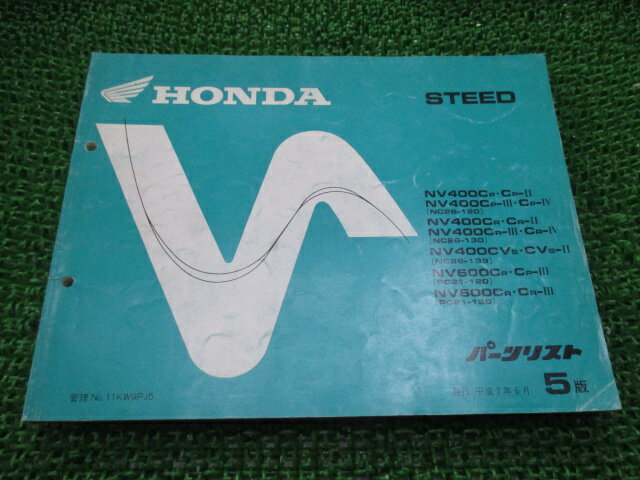 HONDA
STEED
NV400CP・CP-II
NV400CP-III・CP-IV
[NC26-120]
NV400CR・CR-II
NV400CR-III・CR-IV
[NC26-130]
NV400CVS・CVS-II
[NC26-139]
NV600CP・CP-III
[PC21-120]
NV600CR・CR-III
[PC21-130]
パーツリスト
発行 平成7年6月 5版
管理 No.11KW9PJ5